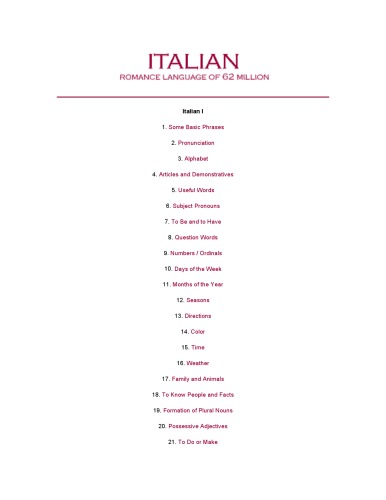 ITALIAN
ROMANCE LANGUAGE OF 62 MILLION
Italian I
1. Some Basic Phrases
2. Pronunciation
3. Alphabet
4. Articles and Demonstratives
5. Useful Words
6. Subject Pronouns
7. To Be and to Have
8. Question Words
9. Numbers / Ordinals
10. Days of the Week
11. Months of the Year
12. Seasons
13. Directions
14. Color
15. Time
16. Weather
17. Family and Animals
18. To Know People and Facts
19. Formation of Plural Nouns
20. Possessive Adjectives
21. To Do or Make